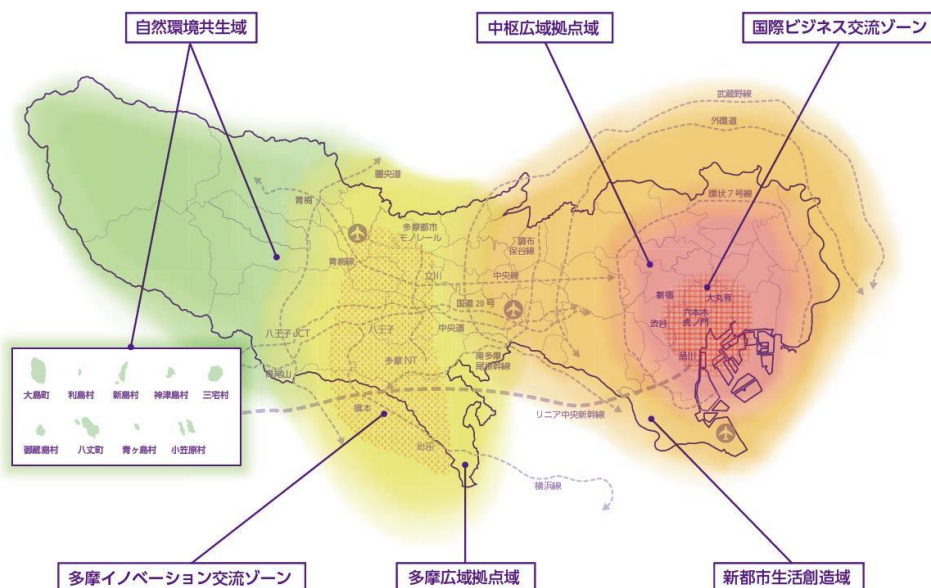 自然環境共生域
中枢広域拠点域
国際ビジネス交流ゾーン
武蔵野線
外環道
圏央道
環状7号線
青梅
多摩都市
モノレール
調布
保谷線
青梅線
立川
中央線
新宿
大丸有
国道20号
六本木
虎ノ門
渋谷
八王子JCT
八王子
中央道
品川
多摩NT
南多摩
尾根幹線
高尾山
大島町
利島村
新島村
神津島村
三宅村
橋本
リニア中央新幹線
御蔵島村
八丈町
青ヶ島村
小笠原村
町田
横浜線
多摩イノベーション交流ゾーン
多摩広域拠点域
新都市生活創造域